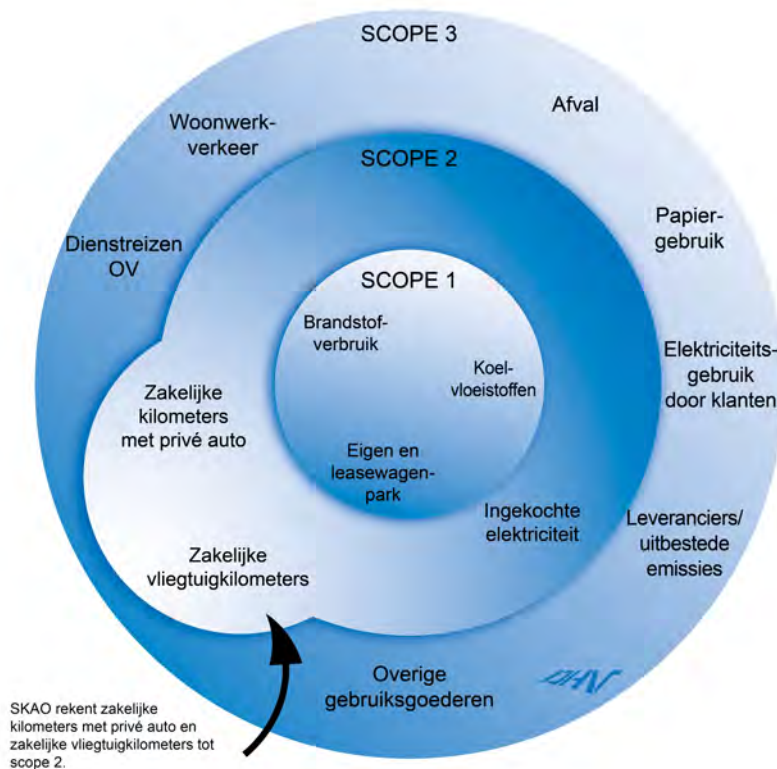 SCOPE 3
Afval
Woonwerk-
verkeer
SCOPE 2
Papier-
gebruik
Dienstreizen
OV
SCOPE 1
Brandstof-
verbruik
Koel-
vloeistoffen
Elektriciteits-
gebruik
door klanten
Zakelijke
kilometers
met privé auto
Eigen en
leasewagen-
park
Ingekochte
elektriciteit
Leveranciers/
uitbestede
emissies
Zakelijke
vliegtuigkilometers
Overige
gebruiksgoederen
DHV
SKAO rekent zakelijke
kilometers met privé auto en
zakelijke vliegtuigkilometers tot
scope 2.